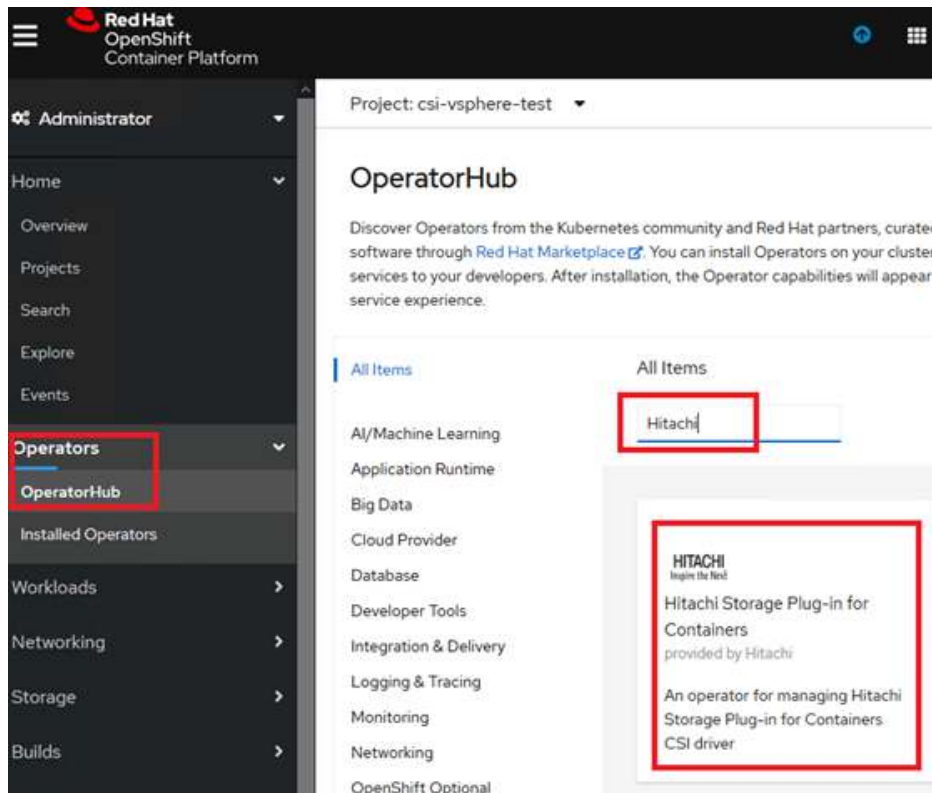 Red Hat
OpenShift
Container Platform
Administrator
Home
Overview
Projects
Search
Explore
Events
Operators
OperatorHub
Installed Operators
Workloads
Networking
Storage
Builds
Project: csi-vsphere-test
OperatorHub
Discover Operators from the Kubernetes community and Red Hat partners, curate
software through Red Hat Marketplace. You can install Operators on your cluster
services to your developers. After installation, the Operator capabilities will appear
service experience.
All Items
AI/Machine Learning
Application Runtime
Big Data
Cloud Provider
Database
Developer Tools
Integration & Delivery
Logging & Tracing
Monitoring
Networking
OpenShift Optional
All Items
Hitachi
HITACHI
Inspire the Next
Hitachi Storage Plug-in for
Containers
provided by Hitachi
An operator for managing Hitachi
Storage Plug-in for Containers
CSI driver